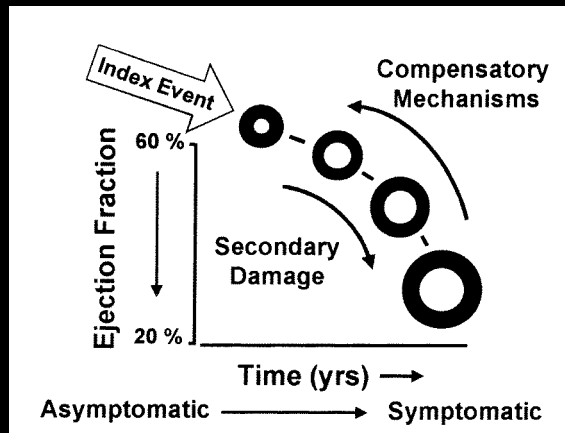 Index Event
Compensatory
Mechanisms
60 %
Ejection Fraction
Secondary
Damage
20 %
Time (yrs)
Asymptomatic
Symptomatic